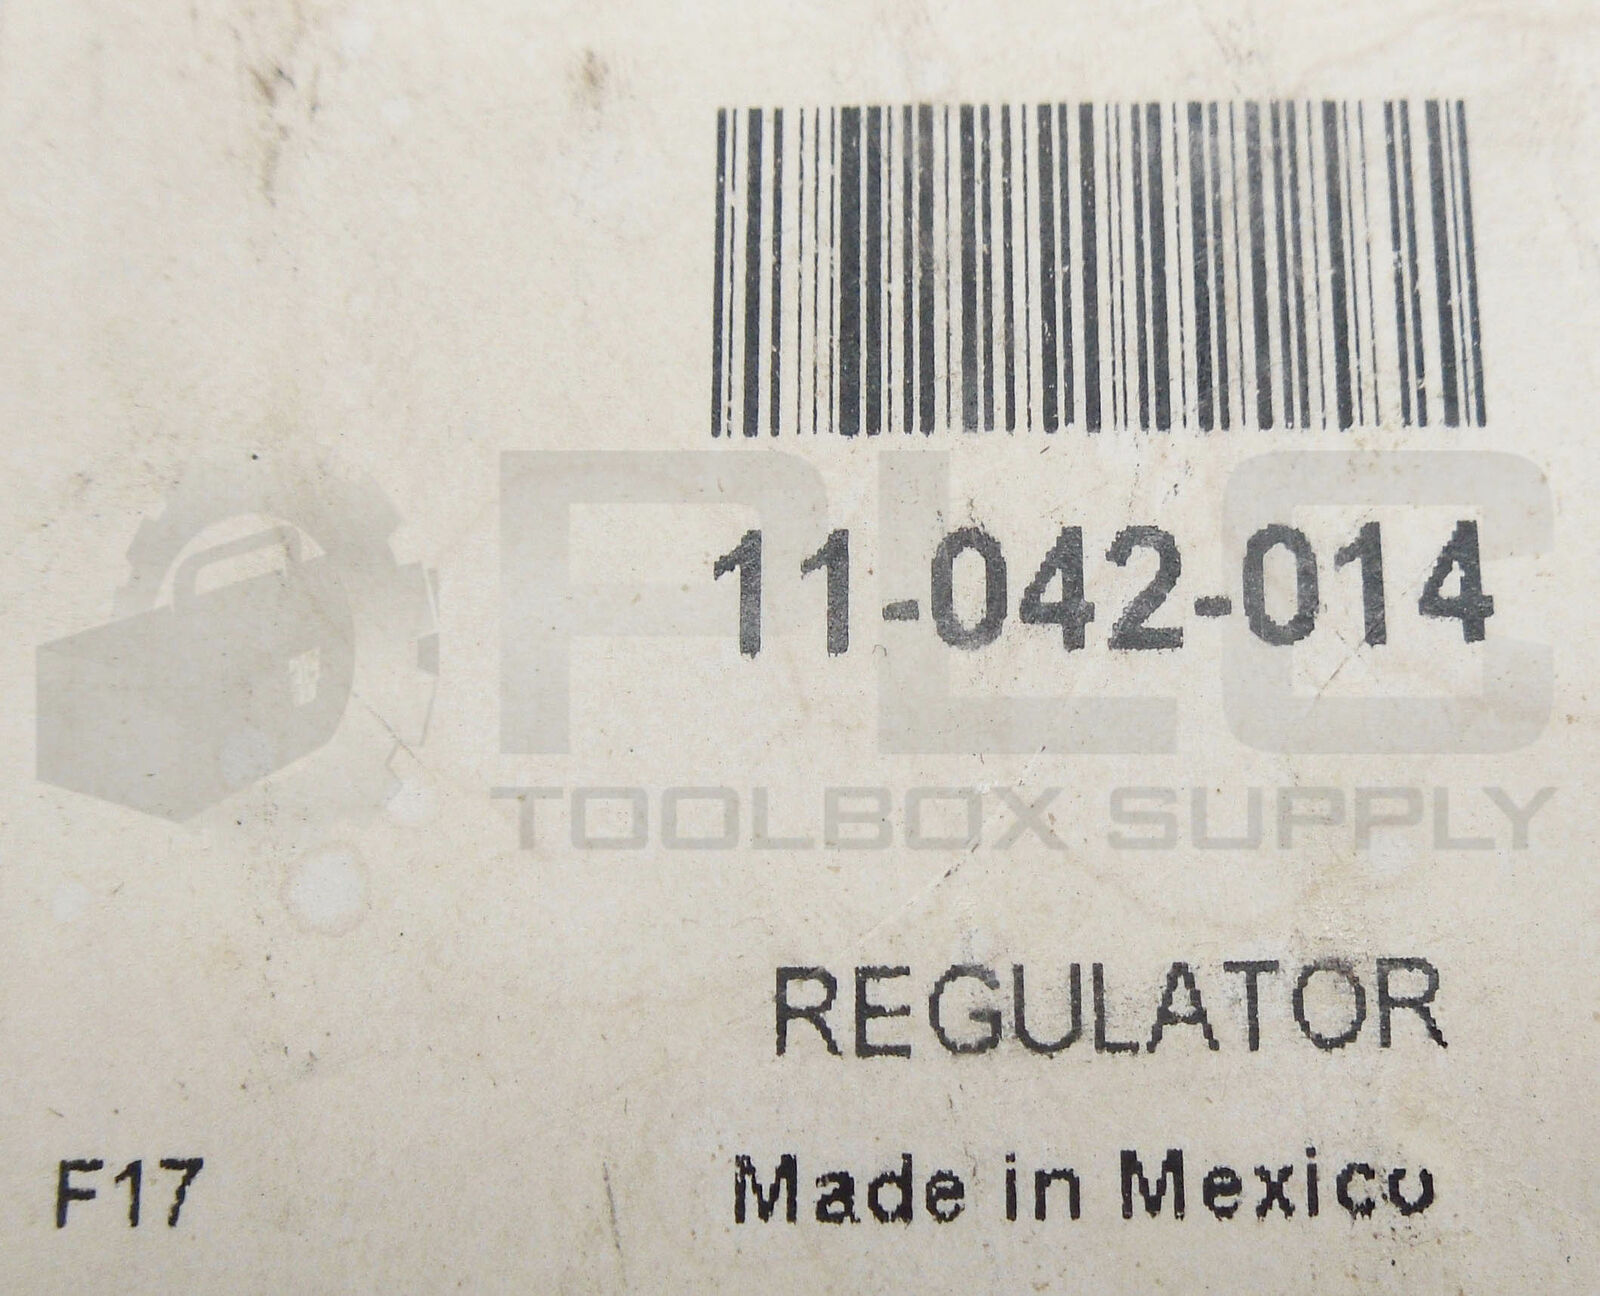 11-042-014
PLC
TOOLBOX SUPPLY
REGULATOR
Made in Mexico
F17